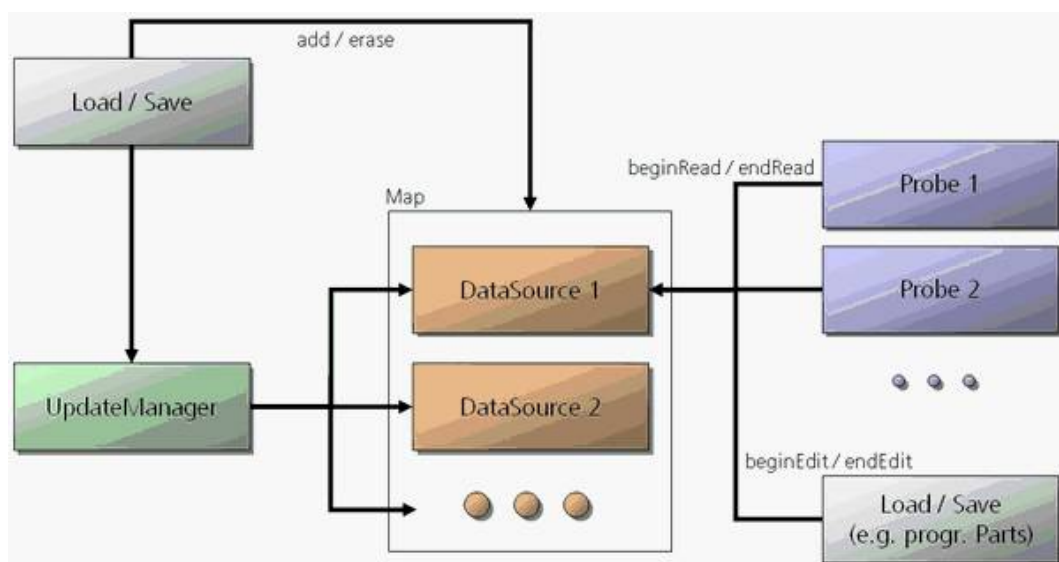 add / erase
Load / Save
beginRead / endRead
Probe 1
Map
DataSource 1
Probe 2
UpdateManager
DataSource 2
beginEdit / endEdit
Load / Save
(e.g. progr. Parts)